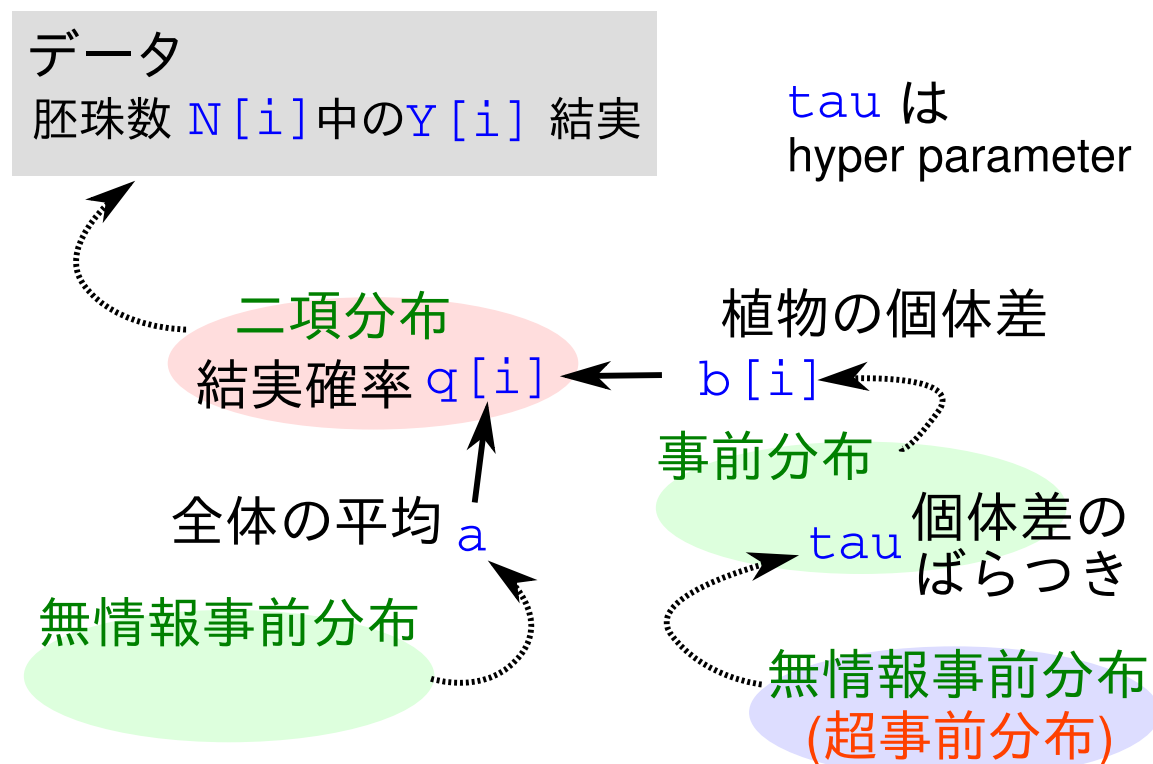 データ
胚珠数 N[i]中のY[i] 結実
tau は
hyper parameter
二項分布
結実確率 q[i]
植物の個体差
b[i]
事前分布
tau 個体差の
ばらつき
全体の平均 a
無情報事前分布
無情報事前分布
(超事前分布)